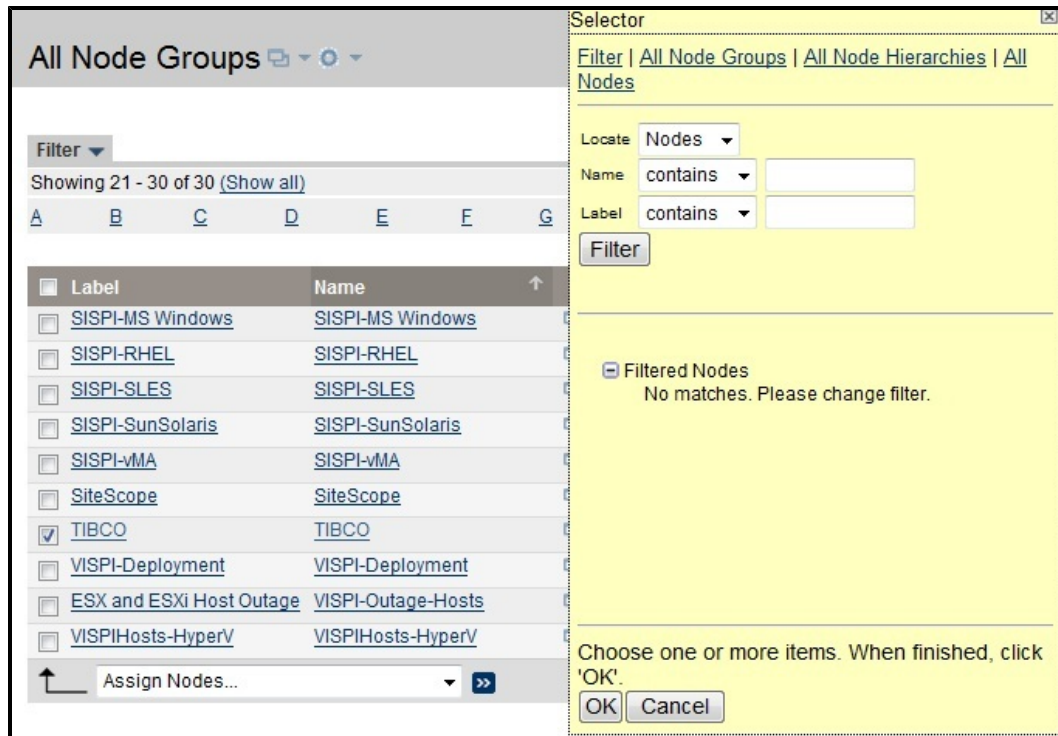 All Node Groups
Filter
Showing 21 - 30 of 30 (Show all)
A B C D E F G
Label Name
SISPI-MS Windows SISPI-MS Windows
SISPI-RHEL SISPI-RHEL
SISPI-SLES SISPI-SLES
SISPI-SunSolaris SISPI-SunSolaris
SISPI-vMA SISPI-vMA
SiteScope SiteScope
TIBCO TIBCO
VISPI-Deployment VISPI-Deployment
ESX and ESXi Host Outage VISPI-Outage-Hosts
VISPIHosts-HyperV VISPIHosts-HyperV
Assign Nodes...
Selector
Filter | All Node Groups | All Node Hierarchies | All
Nodes
Locate Nodes
Name contains
Label contains
Filter
Filtered Nodes
No matches. Please change filter.
Choose one or more items. When finished, click
'OK'.
OK Cancel